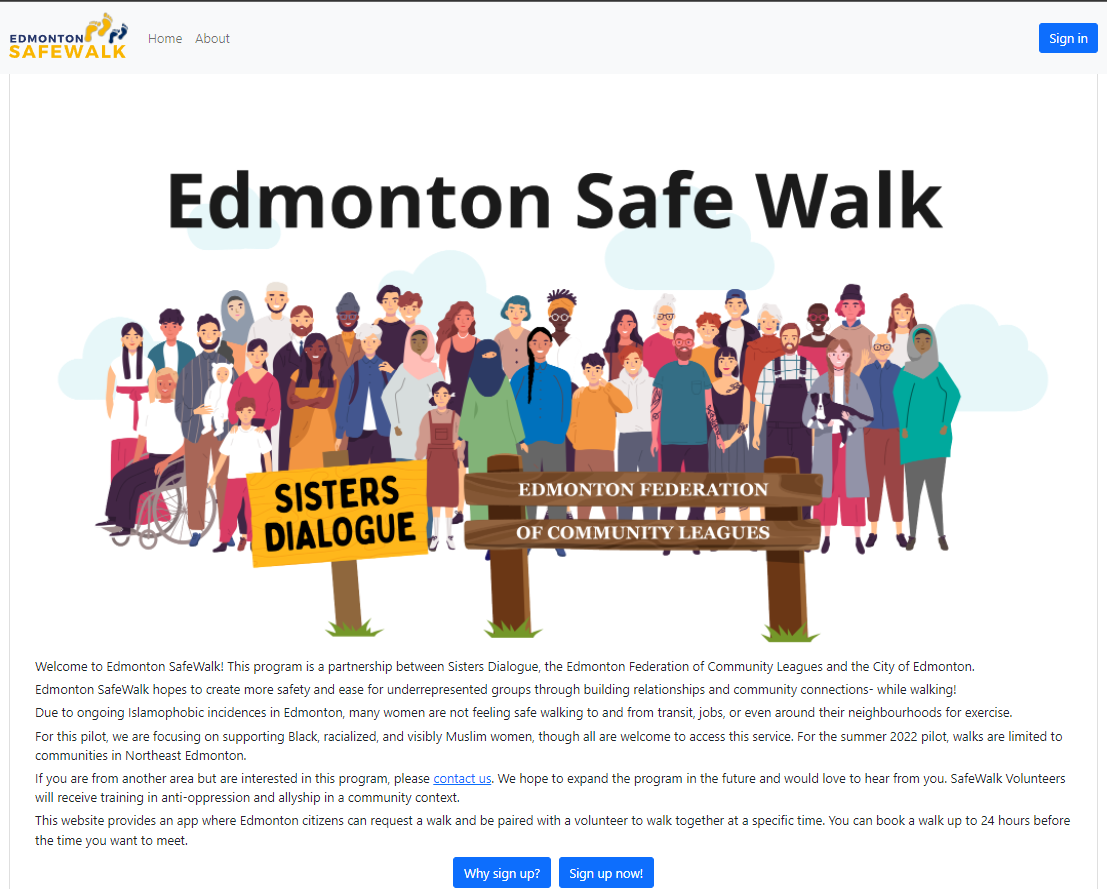 EDMONTON
SAFEWALK
Home About
Sign in
Edmonton Safe Walk
SISTERS
DIALOGUE
EDMONTON FEDERATION
OF COMMUNITY LEAGUES
Welcome to Edmonton SafeWalk! This program is a partnership between Sisters Dialogue, the Edmonton Federation of Community Leagues and the City of Edmonton.
Edmonton SafeWalk hopes to create more safety and ease for underrepresented groups through building relationships and community connections- while walking!
Due to ongoing Islamophobic incidences in Edmonton, many women are not feeling safe walking to and from transit, jobs, or even around their neighbourhoods for exercise.
For this pilot, we are focusing on supporting Black, racialized, and visibly Muslim women, though all are welcome to access this service. For the summer 2022 pilot, walks are limited to
communities in Northeast Edmonton.
If you are from another area but are interested in this program, please contact us. We hope to expand the program in the future and would love to hear from you. SafeWalk Volunteers
will receive training in anti-oppression and allyship in a community context.
This website provides an app where Edmonton citizens can request a walk and be paired with a volunteer to walk together at a specific time. You can book a walk up to 24 hours before
the time you want to meet.
Why sign up? Sign up now!